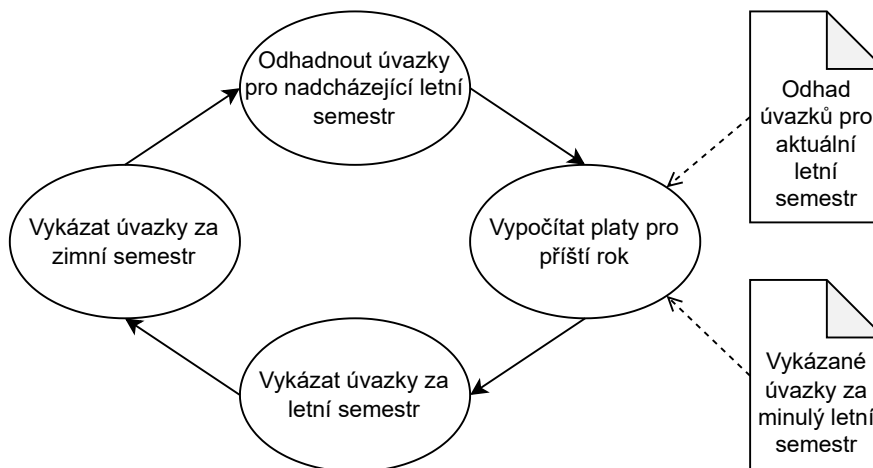 Odhadnout úvazky
pro nadcházející letní
semestr
Odhad
úvazků pro
aktuální
letní
semestr
Vykázat úvazky za
zimní semestr
Vypočítat platy pro
příští rok
Vykázat úvazky za
letní semestr
Vykázané
úvazky za
minulý letní
semestr